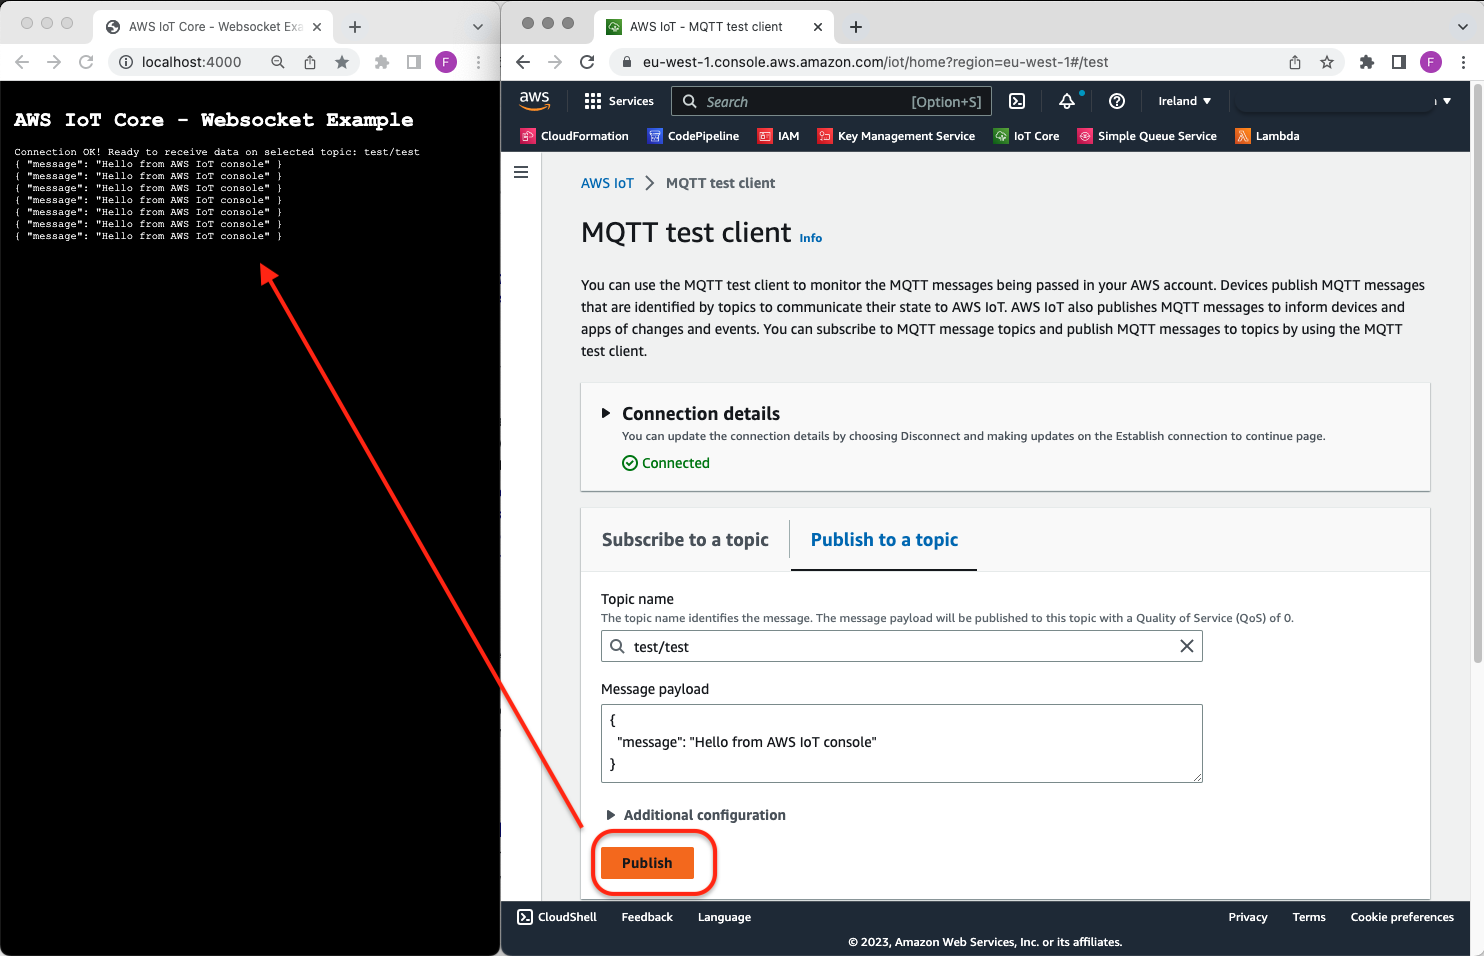 AWS IoT Core - Websocket Exa
localhost:4000
F
AWS IoT Core - Websocket Example
Connection OK! Ready to receive data on selected topic: test/test
{ "message": "Hello from AWS IoT console" }
{ "message": "Hello from AWS IoT console" }
{ "message": "Hello from AWS IoT console" }
{ "message": "Hello from AWS IoT console" }
{ "message": "Hello from AWS IoT console" }
{ "message": "Hello from AWS IoT console" }
{ "message": "Hello from AWS IoT console" }
AWS IoT - MQTT test client
eu-west-1.console.aws.amazon.com/iot/home?region=eu-west-1#/test
F
aws
Services
Search
[Option+S]
Ireland
CloudFormation
CodePipeline
IAM
Key Management Service
IoT Core
Simple Queue Service
Lambda
AWS IoT
MQTT test client
MQTT test client Info
You can use the MQTT test client to monitor the MQTT messages being passed in your AWS account. Devices publish MQTT messages
that are identified by topics to communicate their state to AWS IoT. AWS IoT also publishes MQTT messages to inform devices and
apps of changes and events. You can subscribe to MQTT message topics and publish MQTT messages to topics by using the MQTT
test client.
Connection details
You can update the connection details by choosing Disconnect and making updates on the Establish connection to continue page.
Connected
Subscribe to a topic
Publish to a topic
Topic name
The topic name identifies the message. The message payload will be published to this topic with a Quality of Service (QoS) of 0.
test/test
Message payload
{
"message": "Hello from AWS IoT console"
}
Additional configuration
Publish
CloudShell
Feedback
Language
Privacy
Terms
Cookie preferences
© 2023, Amazon Web Services, Inc. or its affiliates.